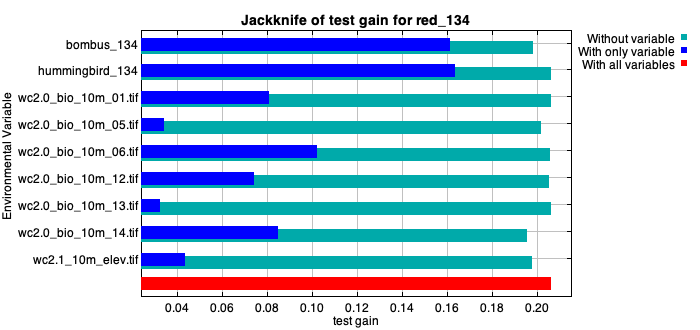 Jackknife of test gain for red_134
Without variable
With only variable
With all variables
Environmental Variable
bombus_134
hummingbird_134
wc2.0_bio_10m_01.tif
wc2.0_bio_10m_05.tif
wc2.0_bio_10m_06.tif
wc2.0_bio_10m_12.tif
wc2.0_bio_10m_13.tif
wc2.0_bio_10m_14.tif
wc2.1_10m_elev.tif
0.04 0.06 0.08 0.10 0.12 0.14 0.16 0.18 0.20
test gain